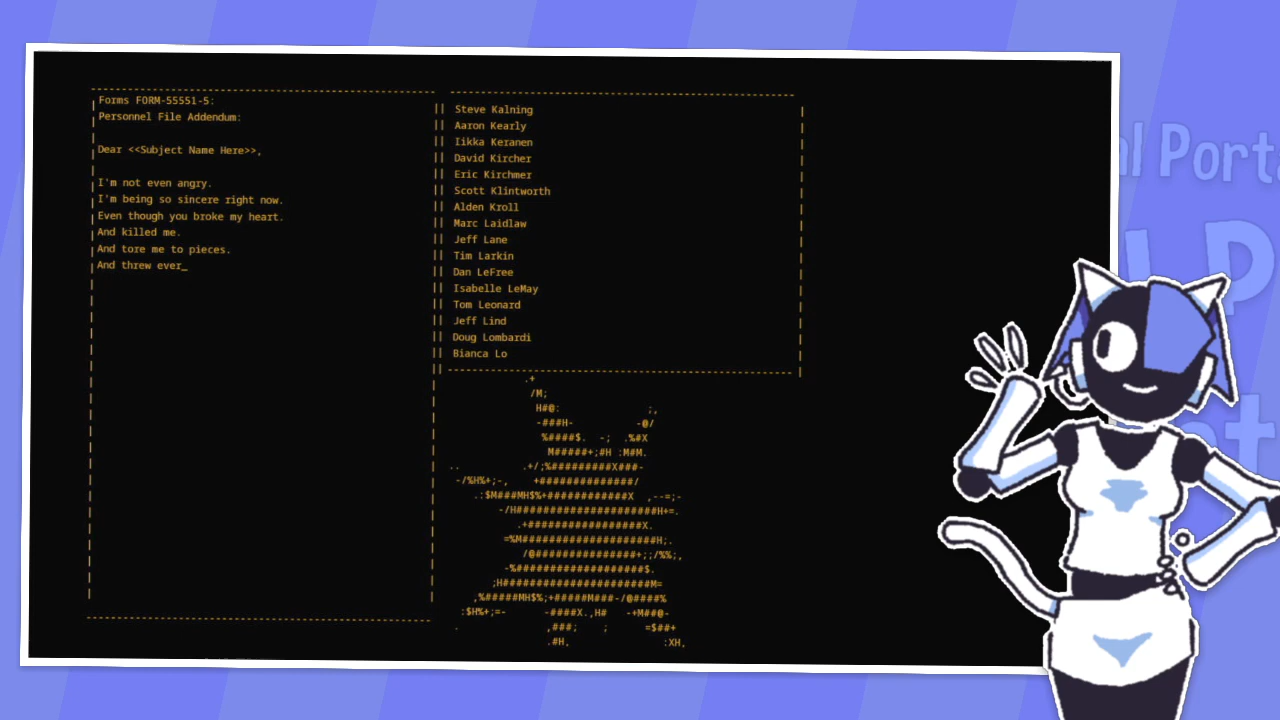 Forms FORM-55551-5:
Personnel File Addendum:
Dear <<Subject Name Here>>,
I'm not even angry.
I'm being so sincere right now.
Even though you broke my heart.
And killed me.
And tore me to pieces.
And threw ever_
Steve Kalning
Aaron Kearly
Iikka Keranen
David Kircher
Eric Kirchmer
Scott Klintworth
Alden Kroll
Marc Laidlaw
Jeff Lane
Tim Larkin
Dan LeFree
Isabelle LeMay
Tom Leonard
Jeff Lind
Doug Lombardi
Bianca Lo